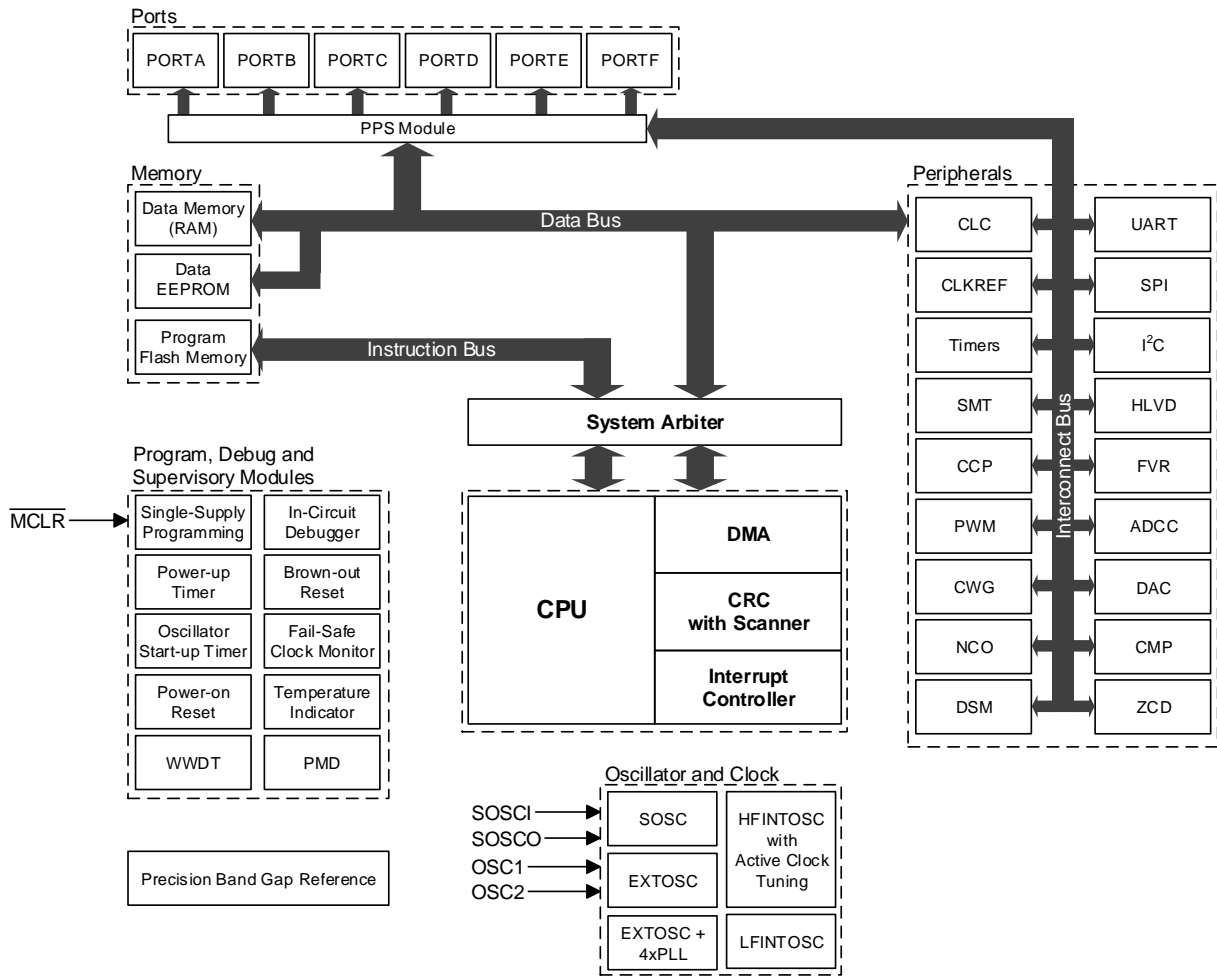 Ports
PORTA
PORTB
PORTC
PORTD
PORTE
PORTF
PPS Module
Memory
Data Memory
(RAM)
Data
EEPROM
Program
Flash Memory
Data Bus
Instruction Bus
System Arbiter
CPU
DMA
CRC
with Scanner
Interrupt
Controller
Peripherals
CLC
UART
CLKREF
SPI
Timers
I²C
SMT
HLVD
CCP
FVR
PWM
ADCC
CWG
DAC
NCO
CMP
DSM
ZCD
Interconnect Bus
Program, Debug and
Supervisory Modules
MCLR
Single-Supply
Programming
In-Circuit
Debugger
Power-up
Timer
Brown-out
Reset
Oscillator
Start-up Timer
Fail-Safe
Clock Monitor
Power-on
Reset
Temperature
Indicator
WWDT
PMD
Precision Band Gap Reference
Oscillator and Clock
SOSCI
SOSCO
OSC1
OSC2
SOSC
HFINTOSC
with
Active Clock
Tuning
EXTOSC
EXTOSC +
4xPLL
LFINTOSC